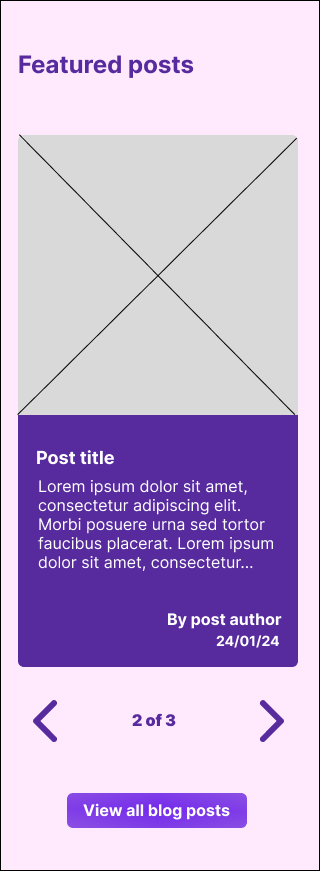 Featured posts
Post title
Lorem ipsum dolor sit amet,
consectetur adipiscing elit.
Morbi posuere urna sed tortor
faucibus placerat. Lorem ipsum
dolor sit amet, consectetur...
By post author
24/01/24
2 of 3
View all blog posts